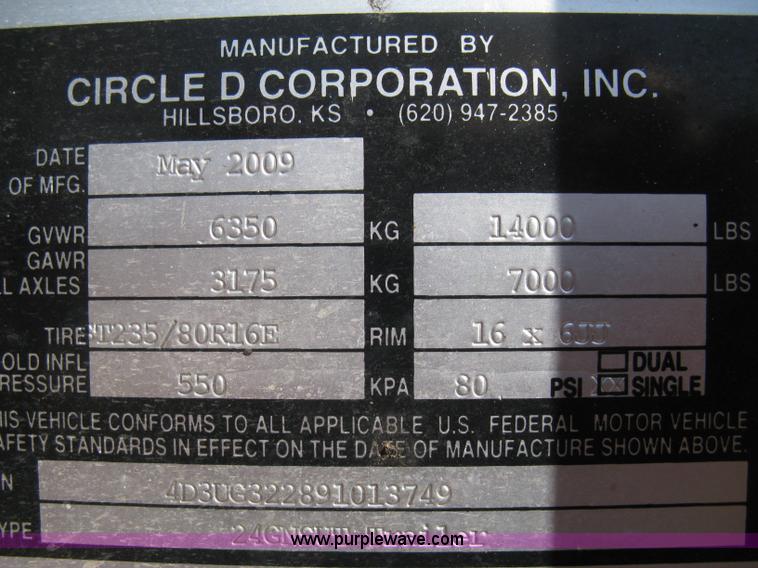 MANUFACTURED BY
CIRCLE D CORPORATION, INC.
HILLSBORO, KS • (620) 947-2385
DATE OF MFG. May 2009
GVWR 6350 KG 14000 LBS
GAWR
L AXLES 3175 KG 7000 LBS
TIRE ST235/80R16E RIM 16 x 6JJ
OLD INFL
RESSURE 550 KPA 80 PSI
DUAL
XX SINGLE
HIS VEHICLE CONFORMS TO ALL APPLICABLE, U.S. FEDERAL MOTOR VEHICLE
AFETY STANDARDS IN EFFECT ON THE DATE OF MANUFACTURE SHOWN ABOVE.
N 4D3UG322891013749
YPE Trailer
www.purplewave.com